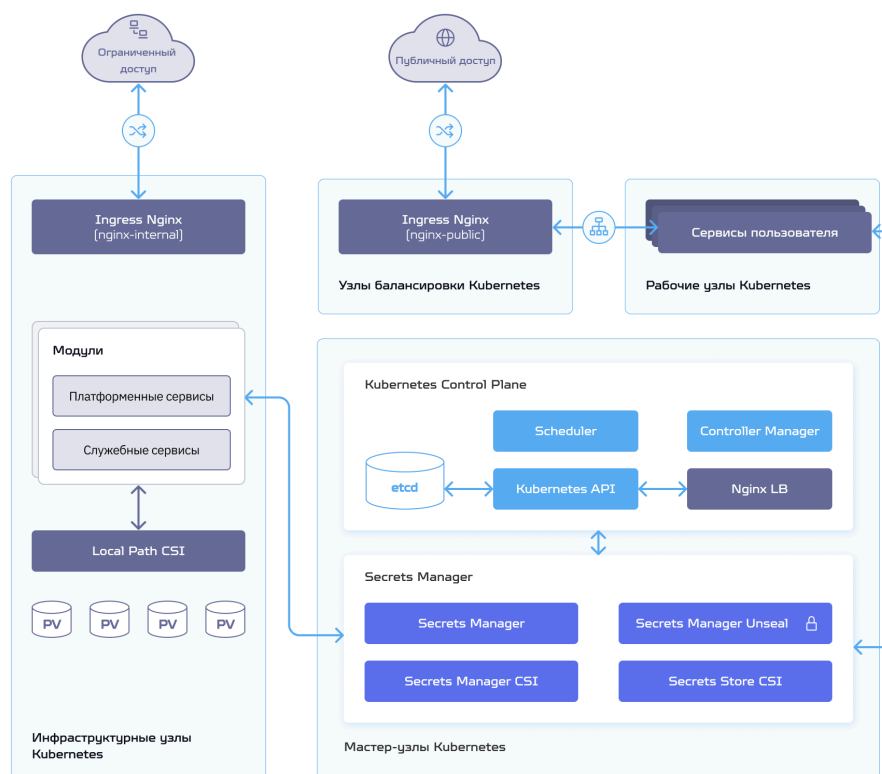 Ограниченный
доступ
Публичный доступ
Ingress Nginx
(nginx-internal)
Ingress Nginx
(nginx-public)
Узлы балансировки Kubernetes
Сервисы пользователя
Рабочие узлы Kubernetes
Модули
Платформенные сервисы
Служебные сервисы
Local Path CSI
PV
PV
PV
PV
Инфраструктурные узлы
Kubernetes
Kubernetes Control Plane
Scheduler
Controller Manager
etcd
Kubernetes API
Nginx LB
Secrets Manager
Secrets Manager
Secrets Manager Unseal
Secrets Manager CSI
Secrets Store CSI
Мастер-узлы Kubernetes